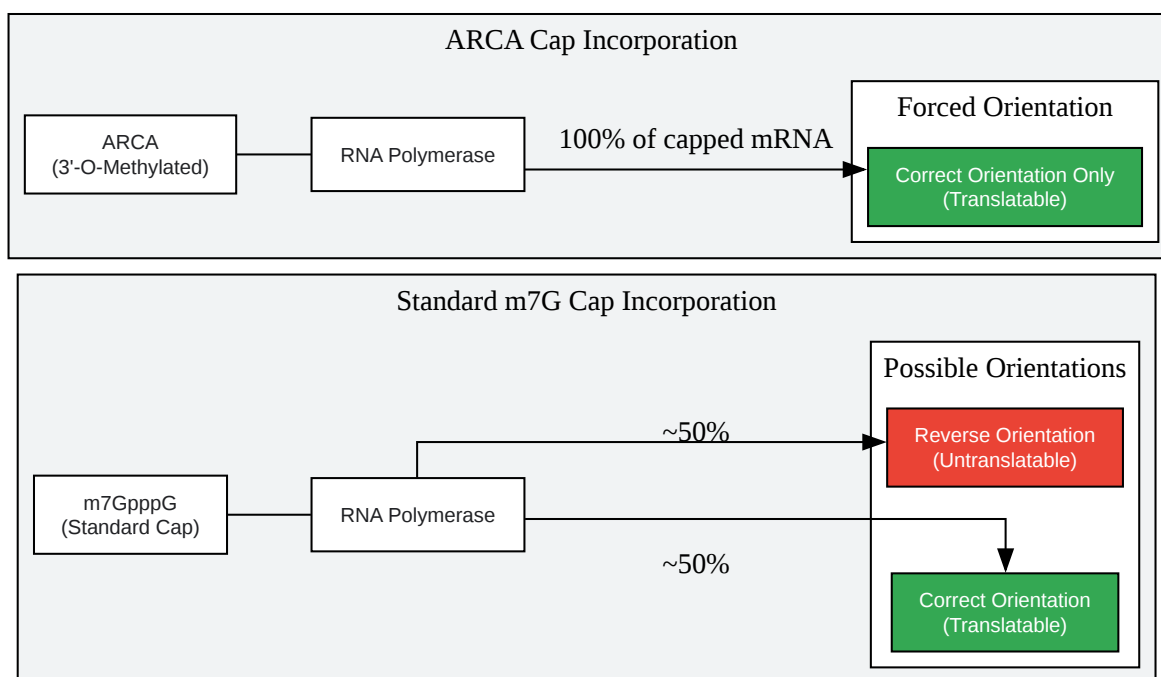 ARCA Cap Incorporation
ARCA
(3'-O-Methylated)
RNA Polymerase
100% of capped mRNA
Forced Orientation
Correct Orientation Only
(Translatable)
Standard m7G Cap Incorporation
m7GpppG
(Standard Cap)
RNA Polymerase
~50%
~50%
Possible Orientations
Reverse Orientation
(Untranslatable)
Correct Orientation
(Translatable)